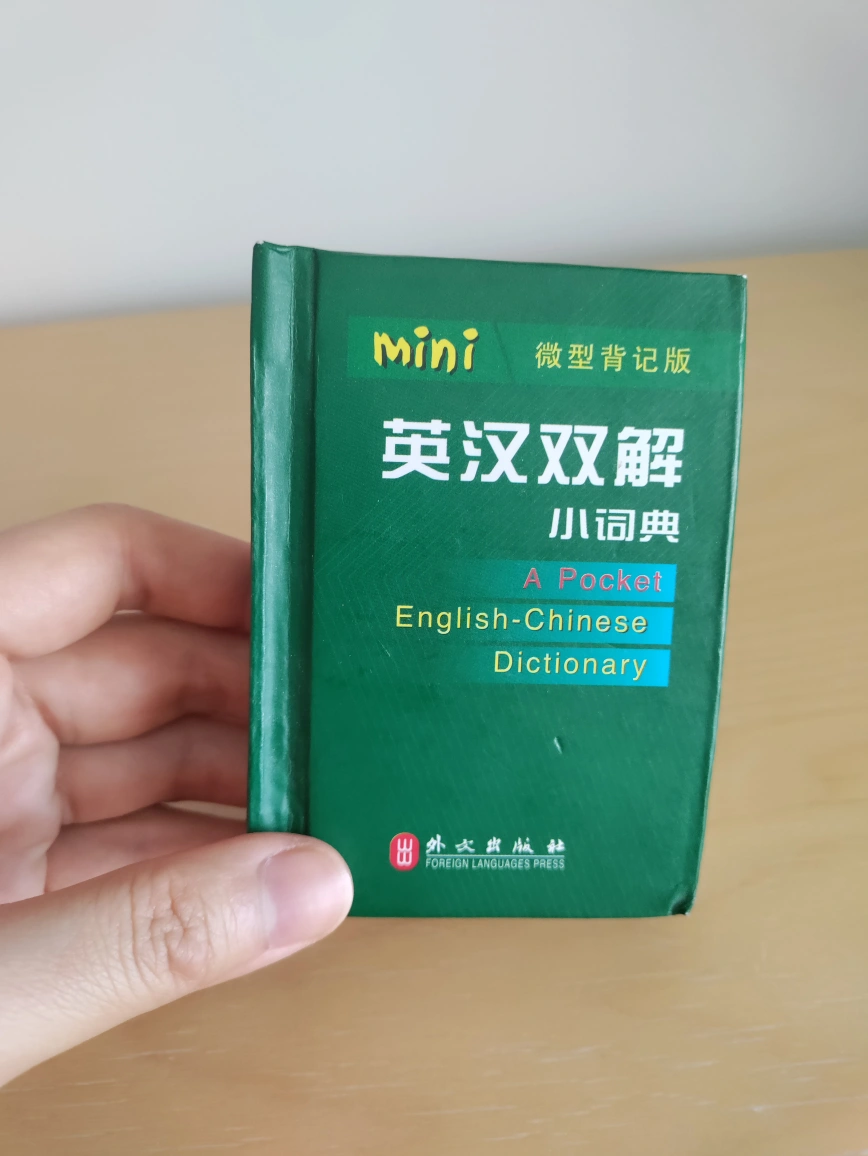 mini 微型背记版
英汉双解
小词典
A Pocket
English-Chinese
Dictionary
外文出版社
FOREIGN LANGUAGES PRESS